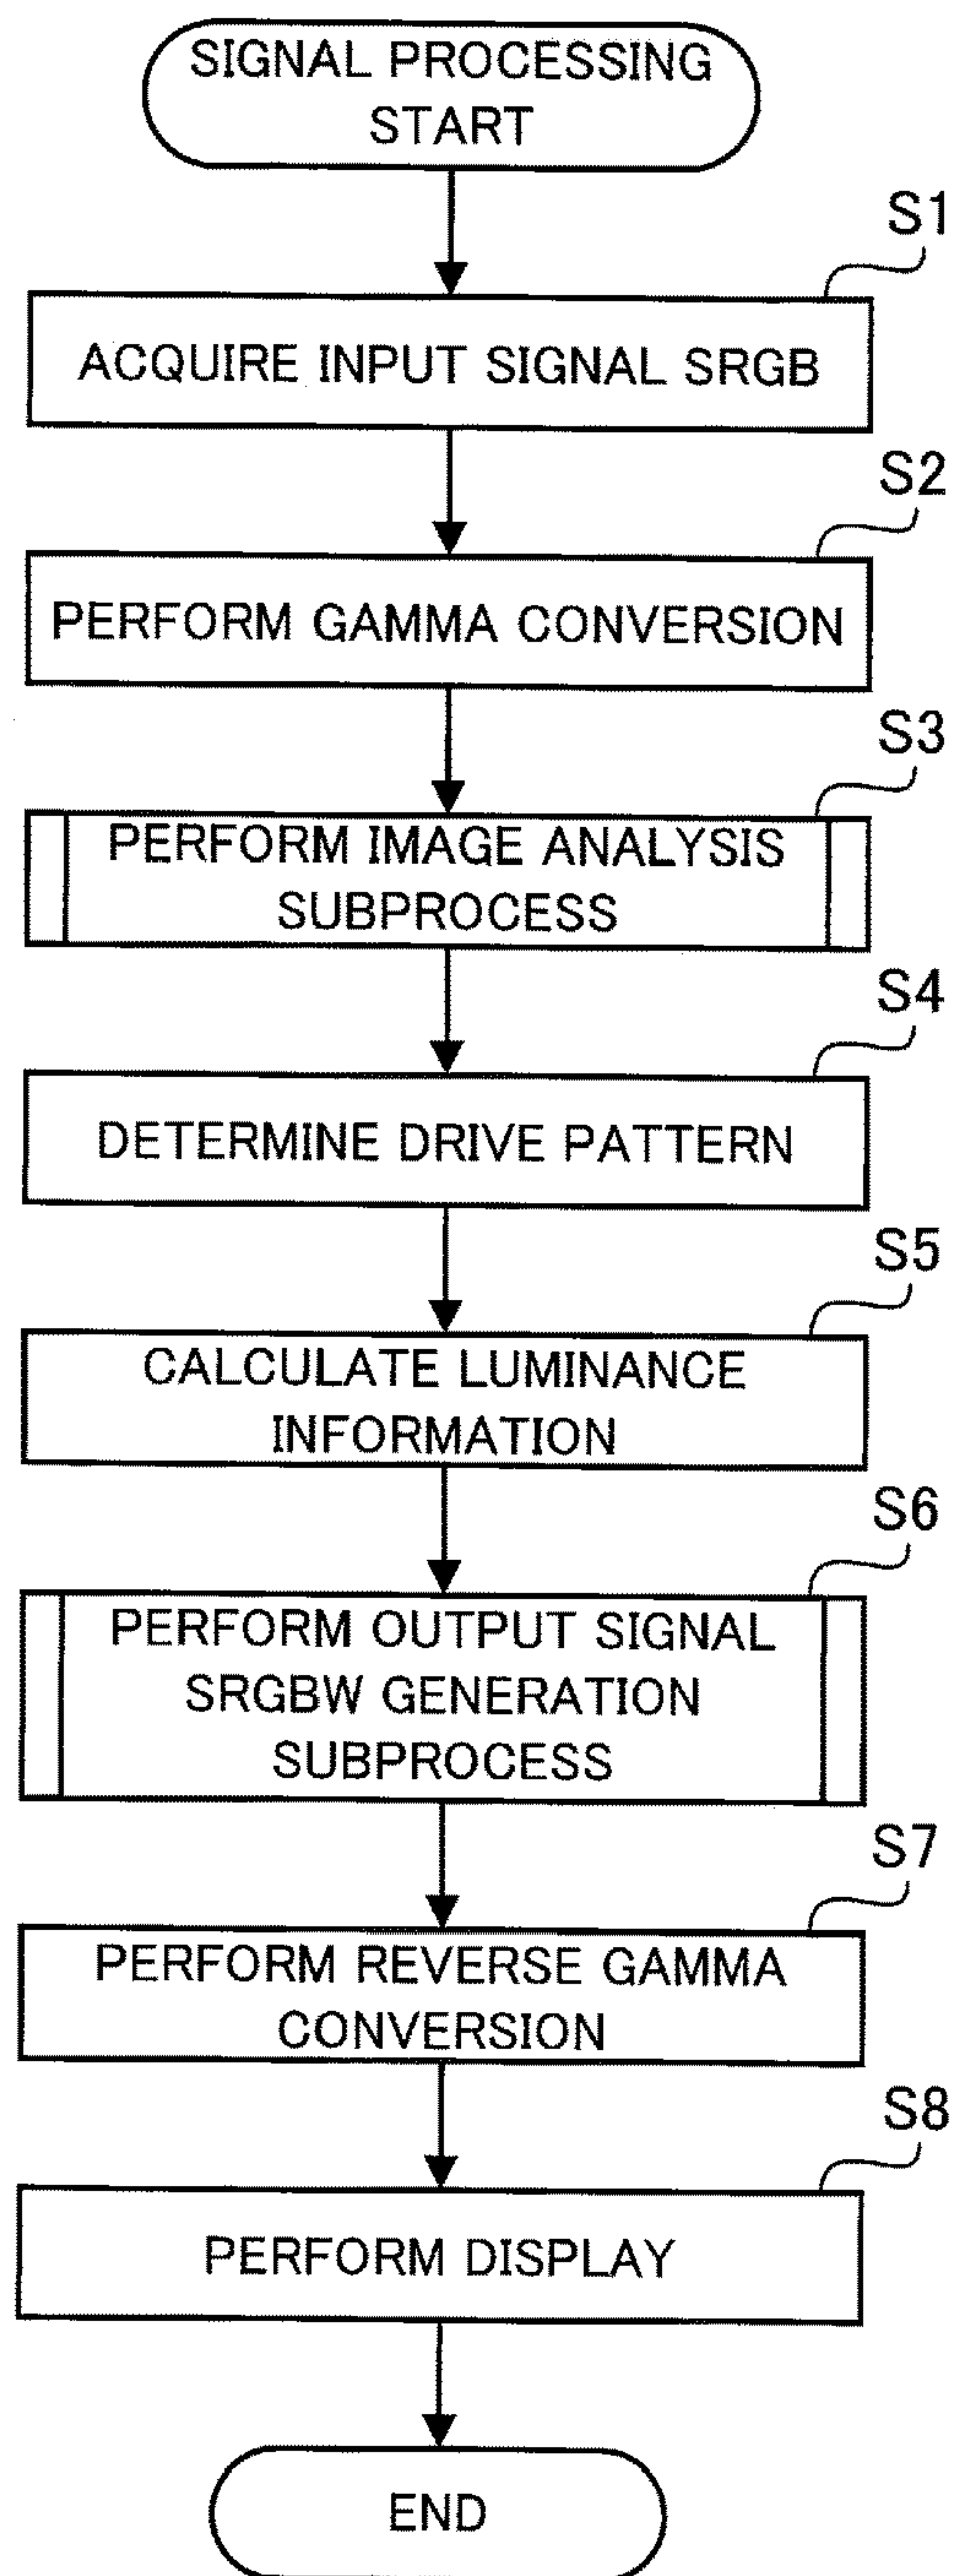 SIGNAL PROCESSING
START
S1
ACQUIRE INPUT SIGNAL SRGB
S2
PERFORM GAMMA CONVERSION
S3
PERFORM IMAGE ANALYSIS
SUBPROCESS
S4
DETERMINE DRIVE PATTERN
S5
CALCULATE LUMINANCE
INFORMATION
S6
PERFORM OUTPUT SIGNAL
SRGBW GENERATION
SUBPROCESS
S7
PERFORM REVERSE GAMMA
CONVERSION
S8
PERFORM DISPLAY
END